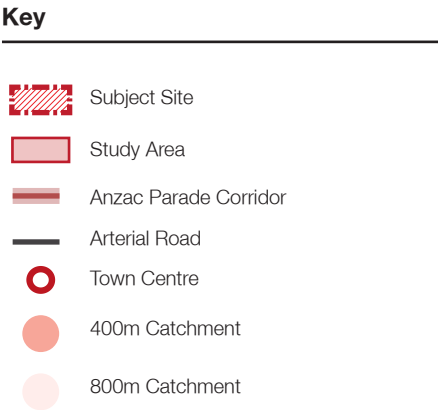 Key
Subject Site
Study Area
Anzac Parade Corridor
Arterial Road
Town Centre
400m Catchment
800m Catchment